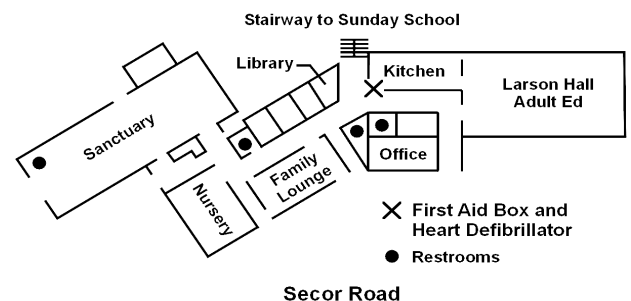 Stairway to Sunday School
Library
Kitchen
Larson Hall
Adult Ed
Sanctuary
Family
Lounge
Office
Nursery
First Aid Box and
Heart Defibrillator
Restrooms
Secor Road